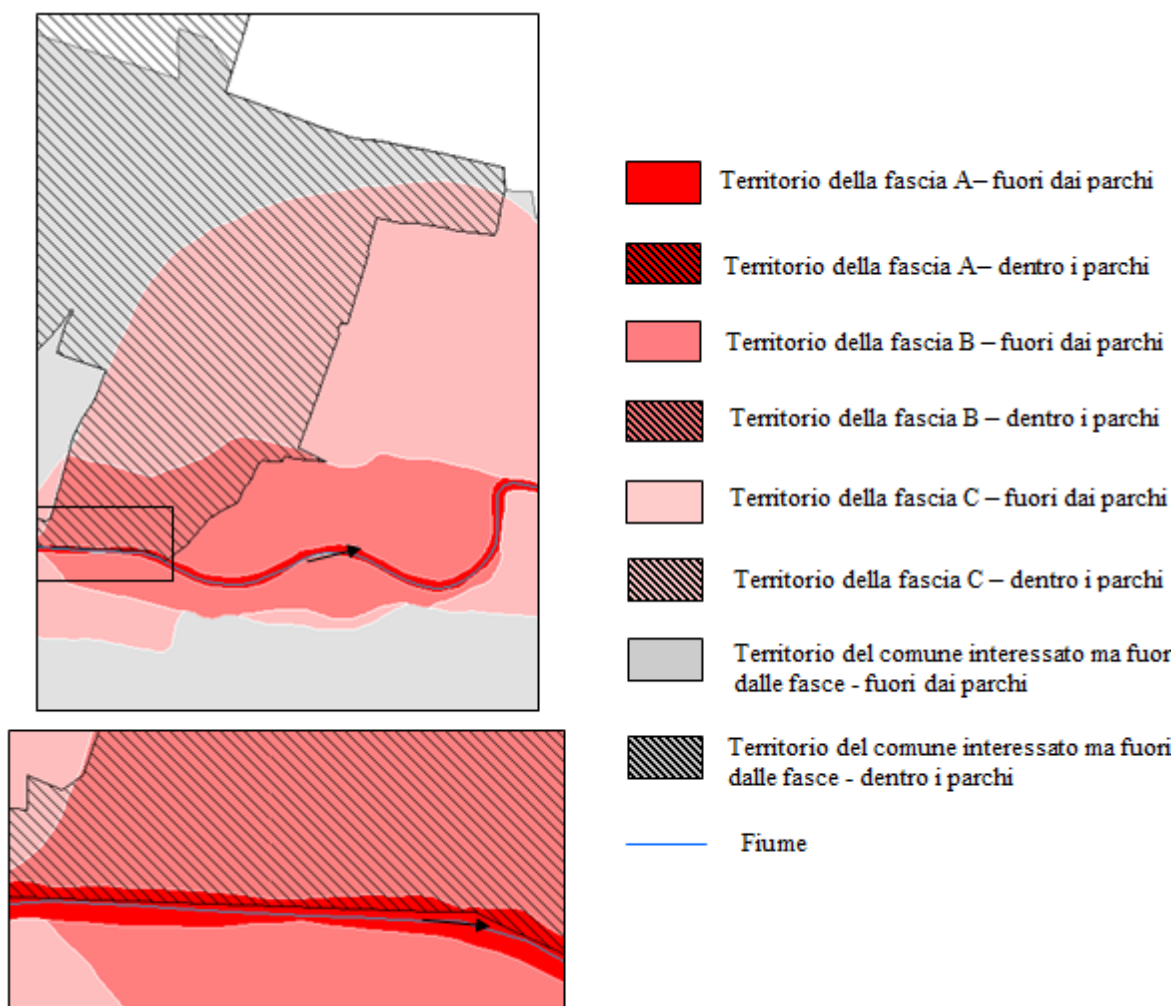 Territorio della fascia A– fuori dai parchi
Territorio della fascia A– dentro i parchi
Territorio della fascia B – fuori dai parchi
Territorio della fascia B – dentro i parchi
Territorio della fascia C – fuori dai parchi
Territorio della fascia C – dentro i parchi
Territorio del comune interessato ma fuor
dalle fasce - fuori dai parchi
Territorio del comune interessato ma fuori
dalle fasce - dentro i parchi
Fiume